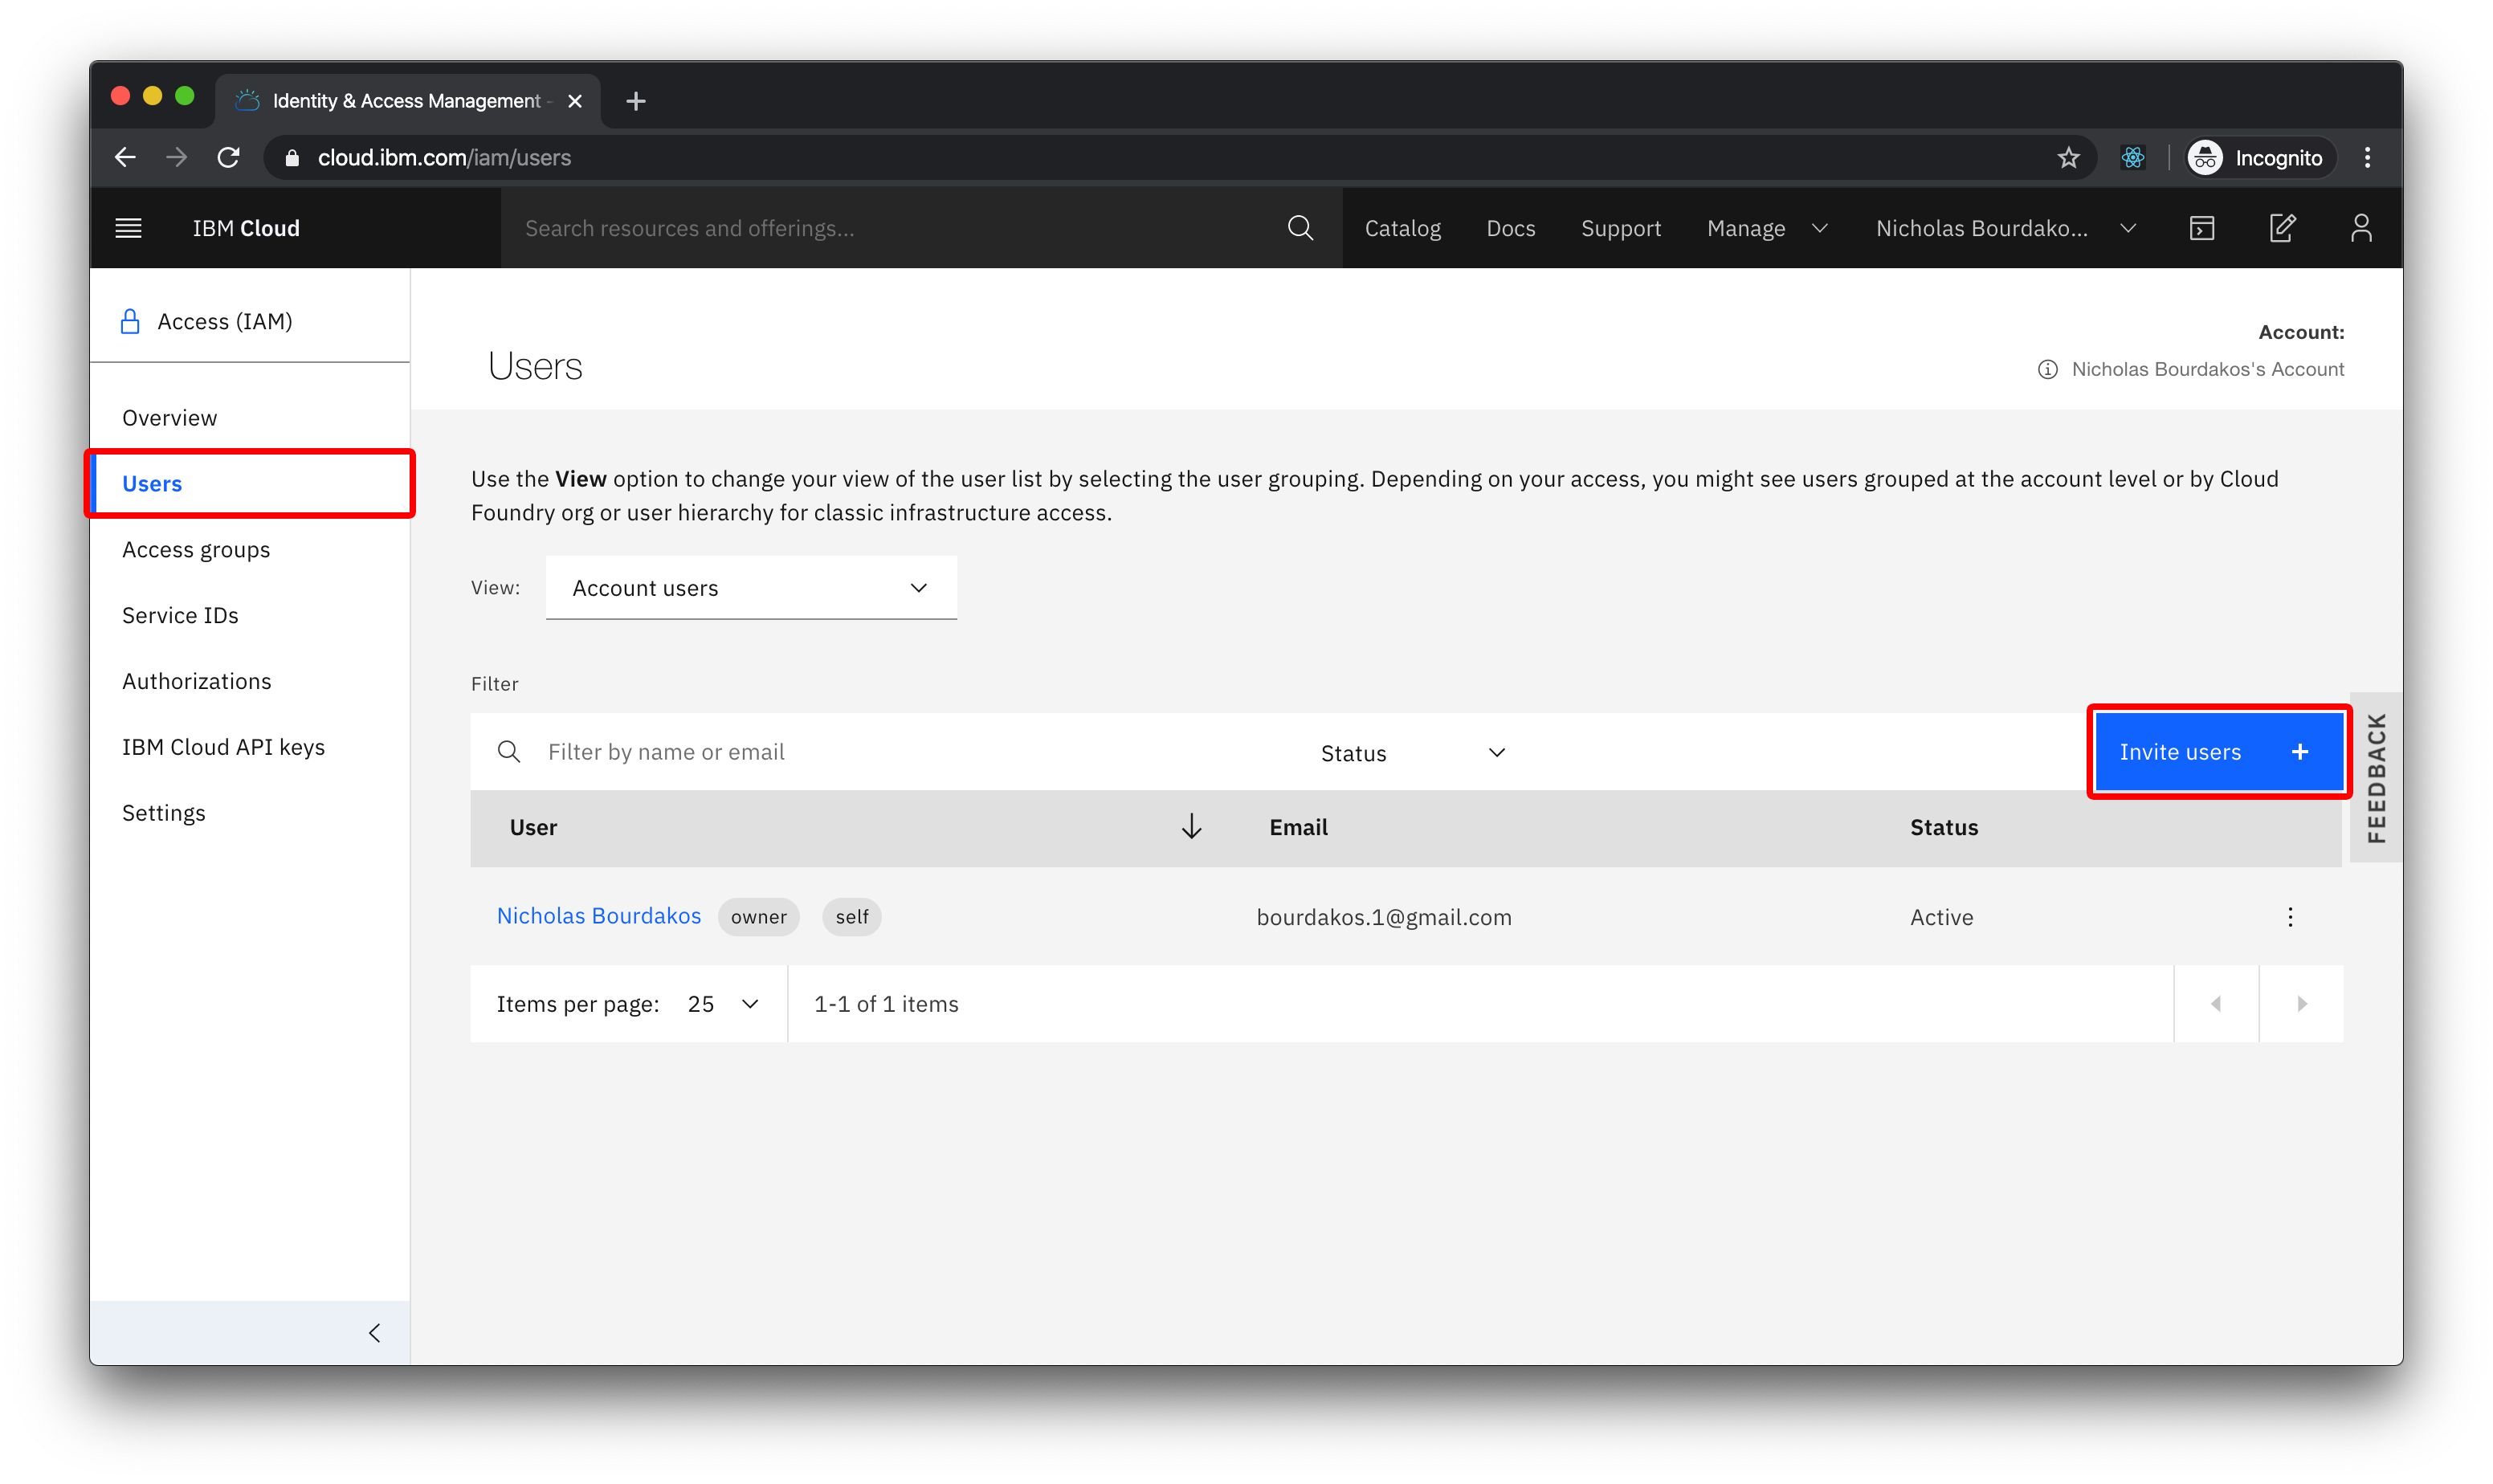 Identity & Access Management -
cloud.ibm.com/iam/users
Incognito
IBM Cloud
Search resources and offerings...
Catalog
Docs
Support
Manage
Nicholas Bourdako...
Access (IAM)
Overview
Users
Access groups
Service IDs
Authorizations
IBM Cloud API keys
Settings
Users
Account:
Nicholas Bourdakos's Account
Use the View option to change your view of the user list by selecting the user grouping. Depending on your access, you might see users grouped at the account level or by Cloud
Foundry org or user hierarchy for classic infrastructure access.
View:
Account users
Filter
Filter by name or email
Status
Invite users +
FEEDBACK
User
Email
Status
Nicholas Bourdakos
owner
self
bourdakos.1@gmail.com
Active
Items per page: 25
1-1 of 1 items